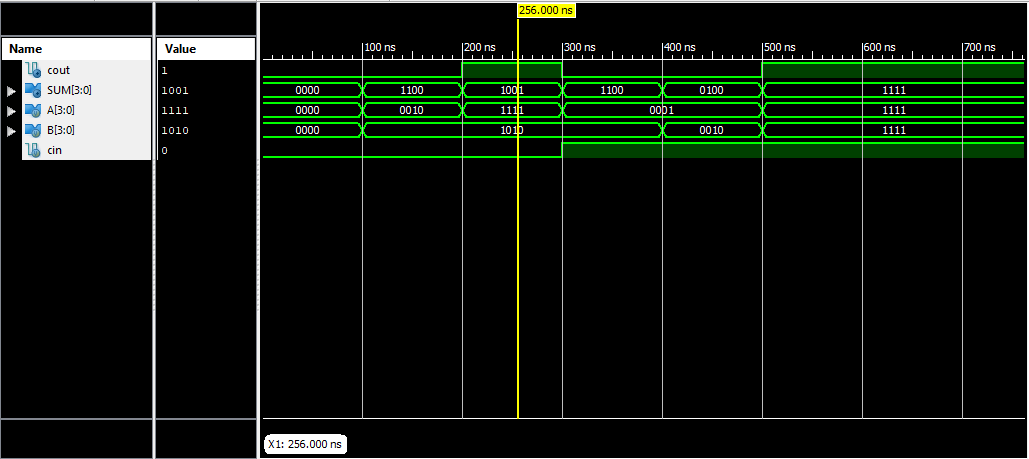 256.000 ns
Name Value
100 ns 200 ns 300 ns 400 ns 500 ns 600 ns 700 ns
cout 1
SUM[3:0] 1001 0000 1100 1001 1100 0100 1111
A[3:0] 1111 0000 0010 1111 0001 1111
B[3:0] 1010 0000 1010 0010 1111
cin 0
X1: 256.000 ns